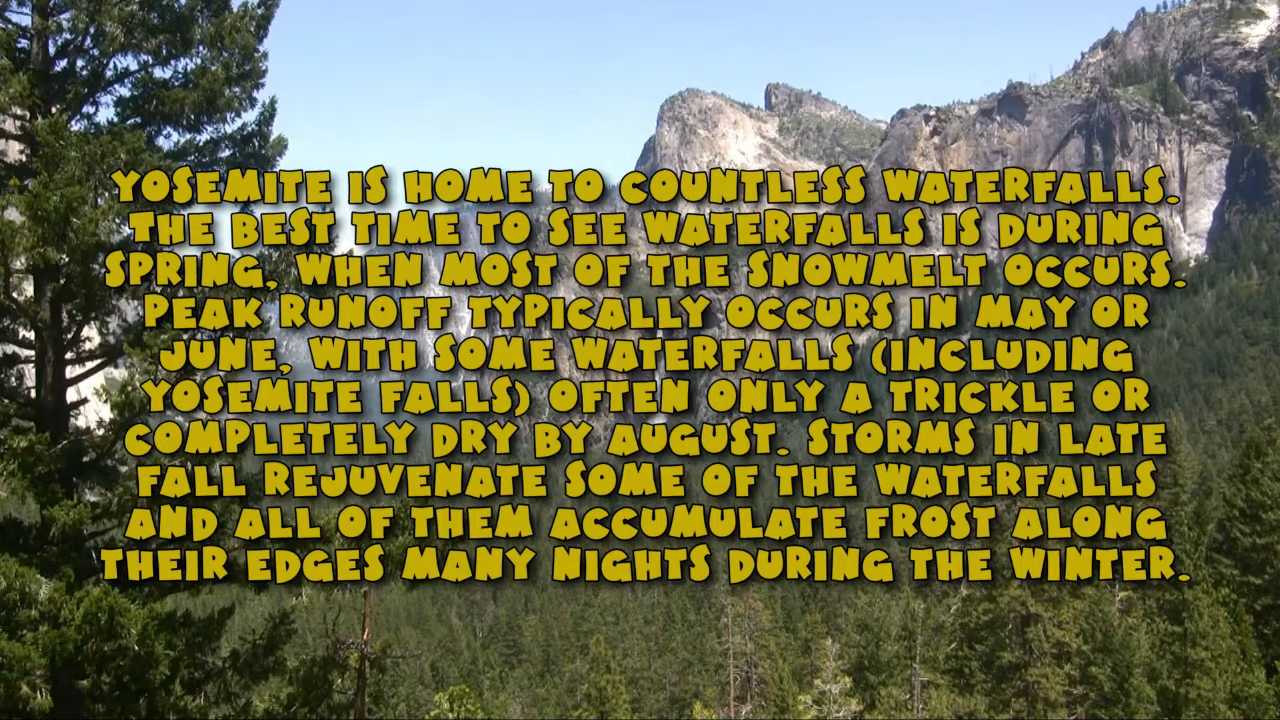 YOSEMITE IS HOME TO COUNTLESS WATERFALLS.
THE BEST TIME TO SEE WATERFALLS IS DURING
SPRING, WHEN MOST OF THE SNOWMELT OCCURS.
PEAK RUNOFF TYPICALLY OCCURS IN MAY OR
JUNE, WITH SOME WATERFALLS (INCLUDING
YOSEMITE FALLS) OFTEN ONLY A TRICKLE OR
COMPLETELY DRY BY AUGUST. STORMS IN LATE
FALL REJUVENATE SOME OF THE WATERFALLS
AND ALL OF THEM ACCUMULATE FROST ALONG
THEIR EDGES MANY NIGHTS DURING THE WINTER.